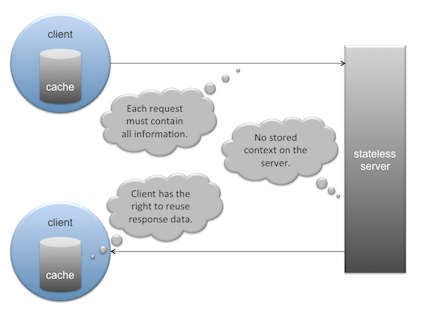 client
cache
Each request
must contain
all information.
No stored
context on the
server.
stateless
server
Client has the
right to reuse
response data.
client
cache